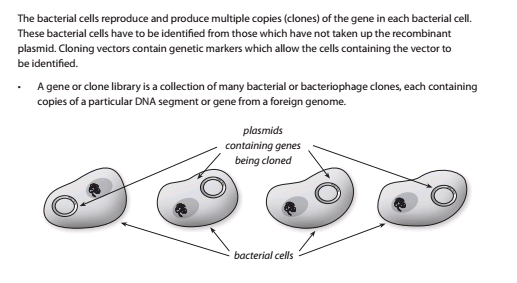 The bacterial cells reproduce and produce multiple copies (clones) of the gene in each bacterial cell.
These bacterial cells have to be identified from those which have not taken up the recombinant
plasmid. Cloning vectors contain genetic markers which allow the cells containing the vector to
be identified.
• A gene or clone library is a collection of many bacterial or bacteriophage clones, each containing
copies of a particular DNA segment or gene from a foreign genome.
plasmids
containing genes
being cloned
bacterial cells